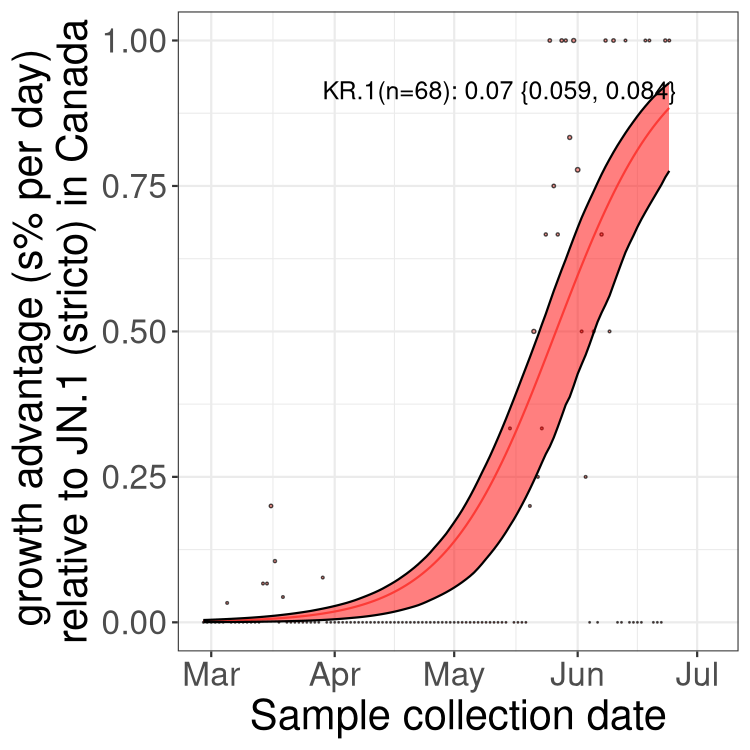 growth advantage (s% per day)
relative to JN.1 (stricto) in Canada
1.00
0.75
0.50
0.25
0.00
KR.1(n=68): 0.07 {0.059, 0.084}
Mar Apr May Jun Jul
Sample collection date